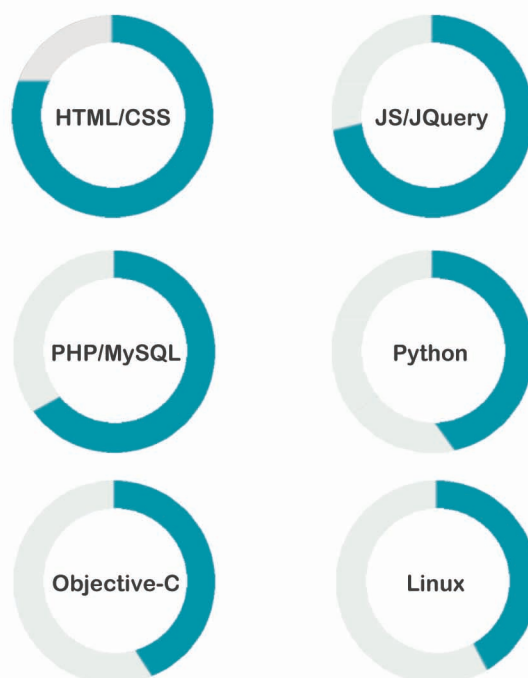 HTML/CSS
JS/JQuery
PHP/MySQL
Python
Objective-C
Linux